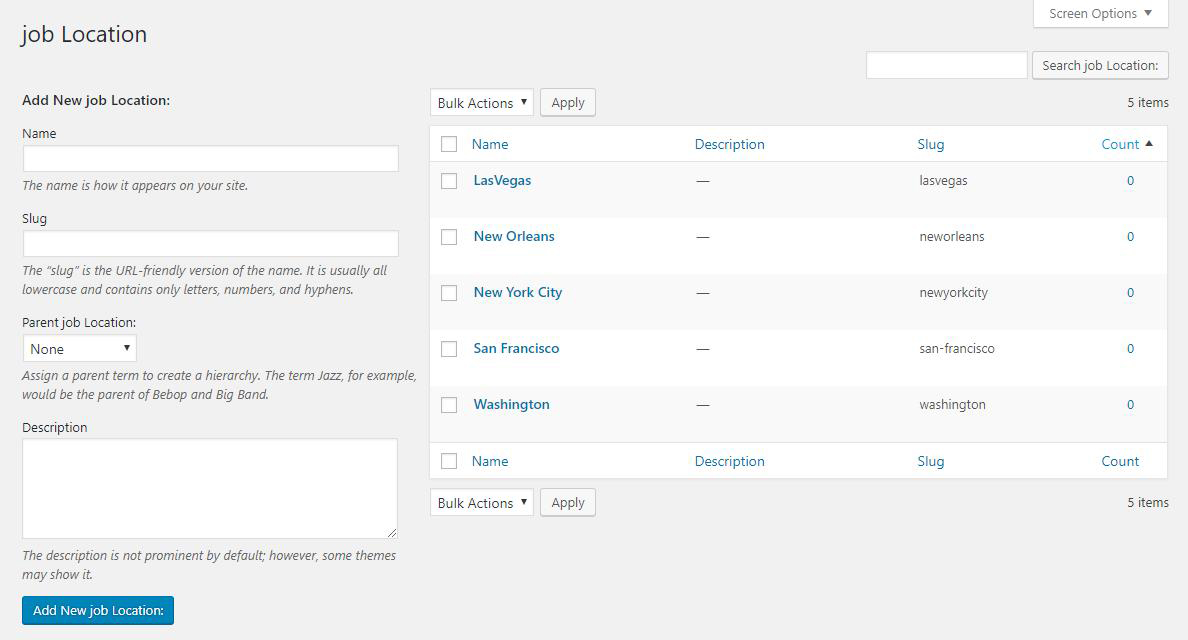 Screen Options
job Location
Search job Location:
Add New job Location:
Name
The name is how it appears on your site.
Slug
The “slug” is the URL-friendly version of the name. It is usually all
lowercase and contains only letters, numbers, and hyphens.
Parent job Location:
None
Assign a parent term to create a hierarchy. The term Jazz, for example,
would be the parent of Bebop and Big Band.
Description
The description is not prominent by default; however, some themes
may show it.
Add New job Location:
Bulk Actions Apply 5 items
Name Description Slug Count
LasVegas — lasvegas 0
New Orleans — neworleans 0
New York City — newyorkcity 0
San Francisco — san-francisco 0
Washington — washington 0
Name Description Slug Count
Bulk Actions Apply 5 items